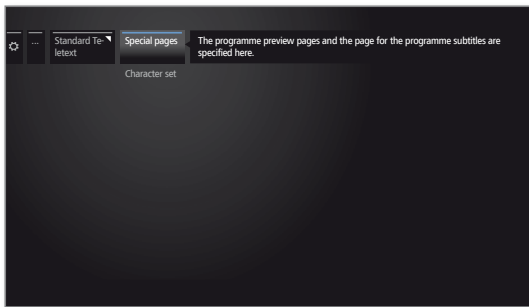 ...
Standard Te-
letext
Special pages
The programme preview pages and the page for the programme subtitles are
specified here.
Character set